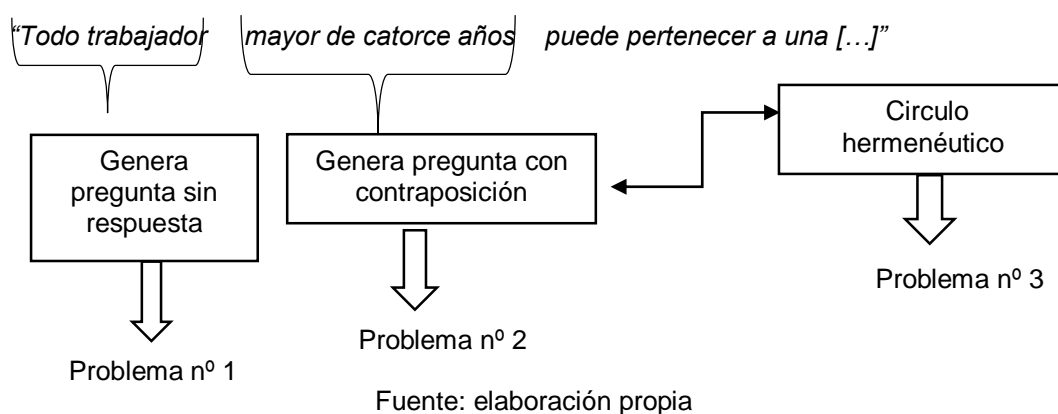 “Todo trabajador mayor de catorce años puede pertenecer a una […]”
Genera
pregunta sin
respuesta
Genera pregunta con
contraposición
Circulo
hermenéutico
Problema nº 1
Problema nº 2
Problema nº 3
Fuente: elaboración propia